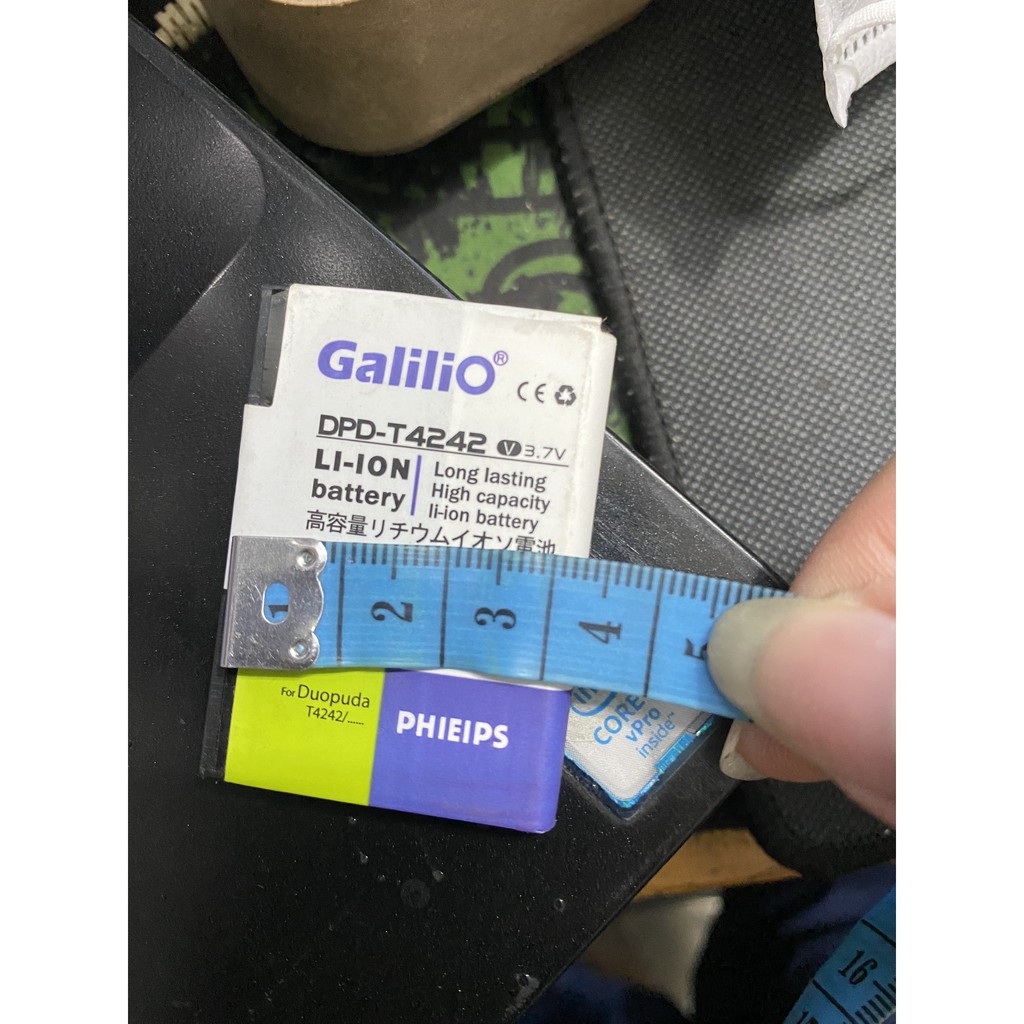 Galilio®
CE
DPD-T4242 V 3.7V
LI-ION battery
Long lasting
High capacity
li-ion battery
高容量リチウムイオソ電池
1 2 3 4 5
For Duopuda
T4242/......
PHIEIPS
CORE
vPro
inside™
16